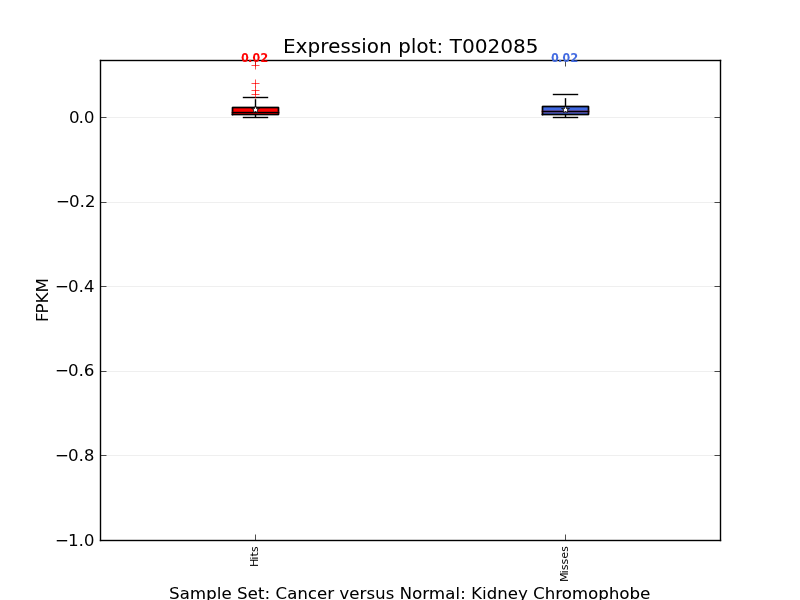 Expression plot: T002085
0.02
0.02
0.0
−0.2
−0.4
−0.6
−0.8
−1.0
FPKM
Hits
Misses
Sample Set: Cancer versus Normal: Kidney Chromophobe